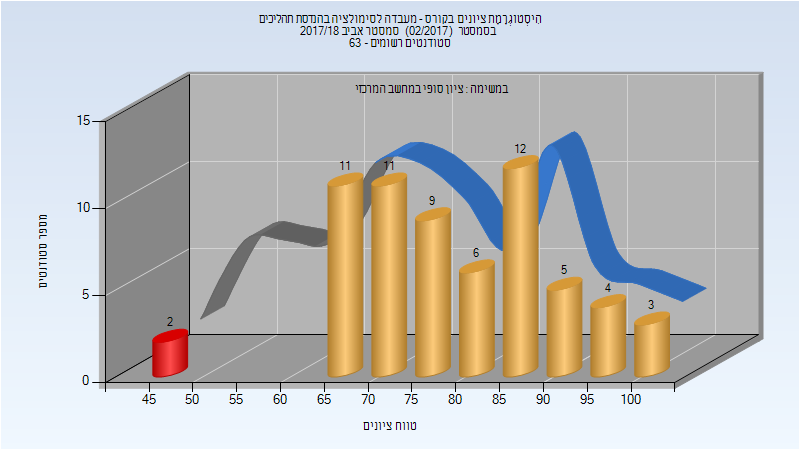 היסטוגרמת ציונים בקורס - מעבדה לסימולציה בהנדסת תהליכים
בסמסטר (02/2017) סמסטר אביב 2017/18
סטודנטים רשומים - 63
במשימה : ציון סופי במחשב המרכזי
15
10
5
0
מספר סטודנטים
2
11
11
9
6
12
5
4
3
45 50 55 60 65 70 75 80 85 90 95 100
טווח ציונים